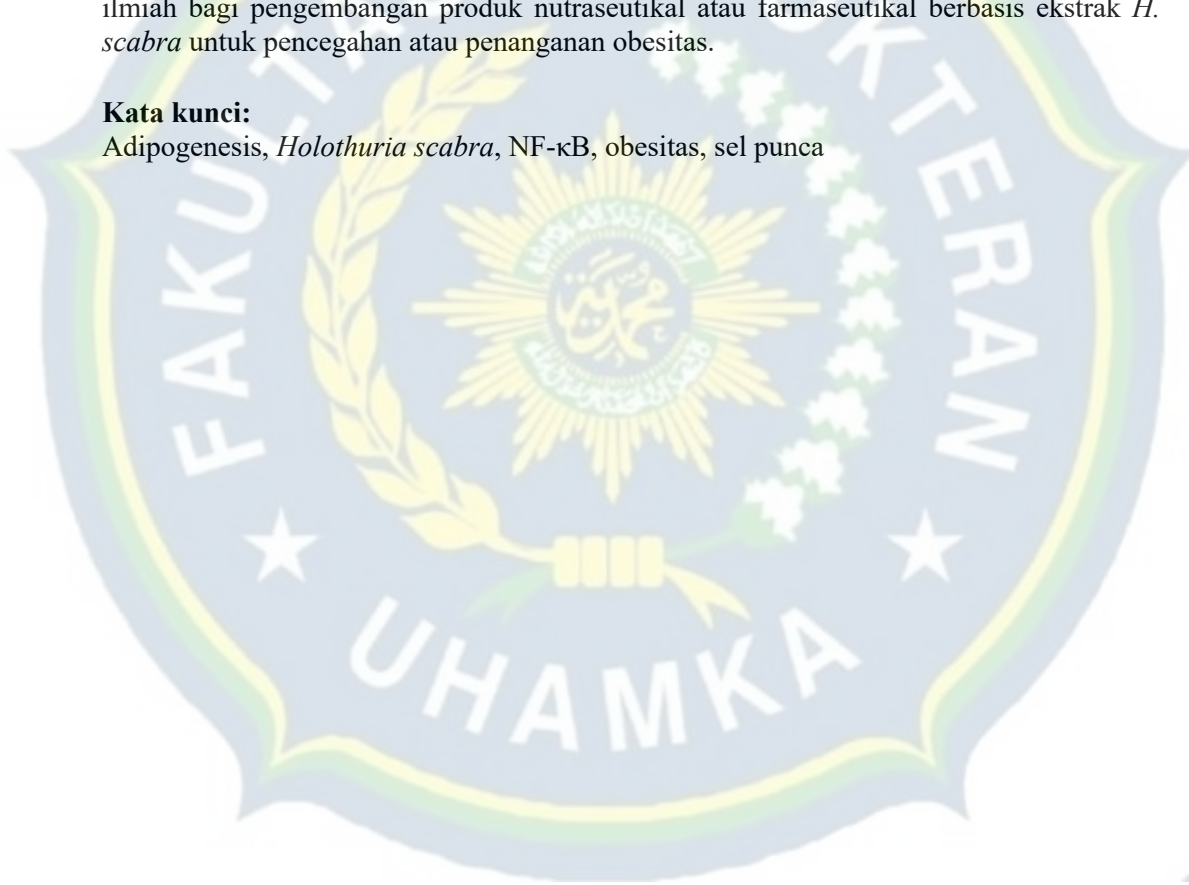 ilmiah bagi pengembangan produk nutraseutikal atau farmaseutikal berbasis ekstrak H.
scabra untuk pencegahan atau penanganan obesitas.
Kata kunci:
Adipogenesis, Holothuria scabra, NF-κB, obesitas, sel punca
FAKULTAS KEDOKTERAN
محمدية
UHAMKA